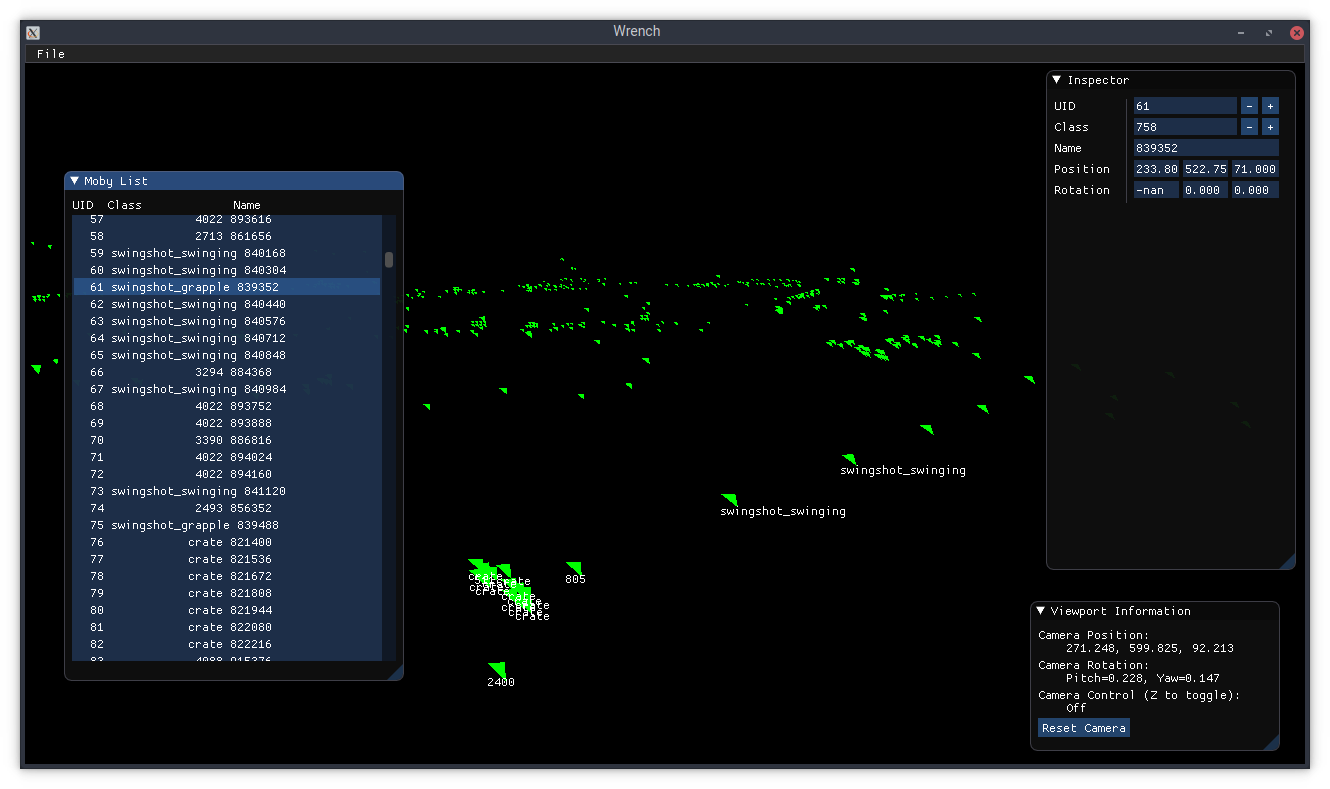 Wrench
File
Moby List
UID Class Name
57 4022 893616
58 2713 861656
59 swingshot_swinging 840168
60 swingshot_swinging 840304
61 swingshot_grapple 839352
62 swingshot_swinging 840440
63 swingshot_swinging 840576
64 swingshot_swinging 840712
65 swingshot_swinging 840848
66 3294 884368
67 swingshot_swinging 840984
68 4022 893752
69 4022 893888
70 3390 886816
71 4022 894024
72 4022 894160
73 swingshot_swinging 841120
74 2493 856352
75 swingshot_grapple 839488
76 crate 821400
77 crate 821536
78 crate 821672
79 crate 821808
80 crate 821944
81 crate 822080
82 crate 822216
swingshot_swinging
swingshot_swinging
805
crate
crate
crate
crate
crate
crate
crate
crate
crate
2400
Inspector
UID 61 - +
Class 758 - +
Name 839352
Position 233.80 522.75 71.000
Rotation -nan 0.000 0.000
Viewport Information
Camera Position:
271.248, 599.825, 92.213
Camera Rotation:
Pitch=0.228, Yaw=0.147
Camera Control (Z to toggle):
Off
Reset Camera